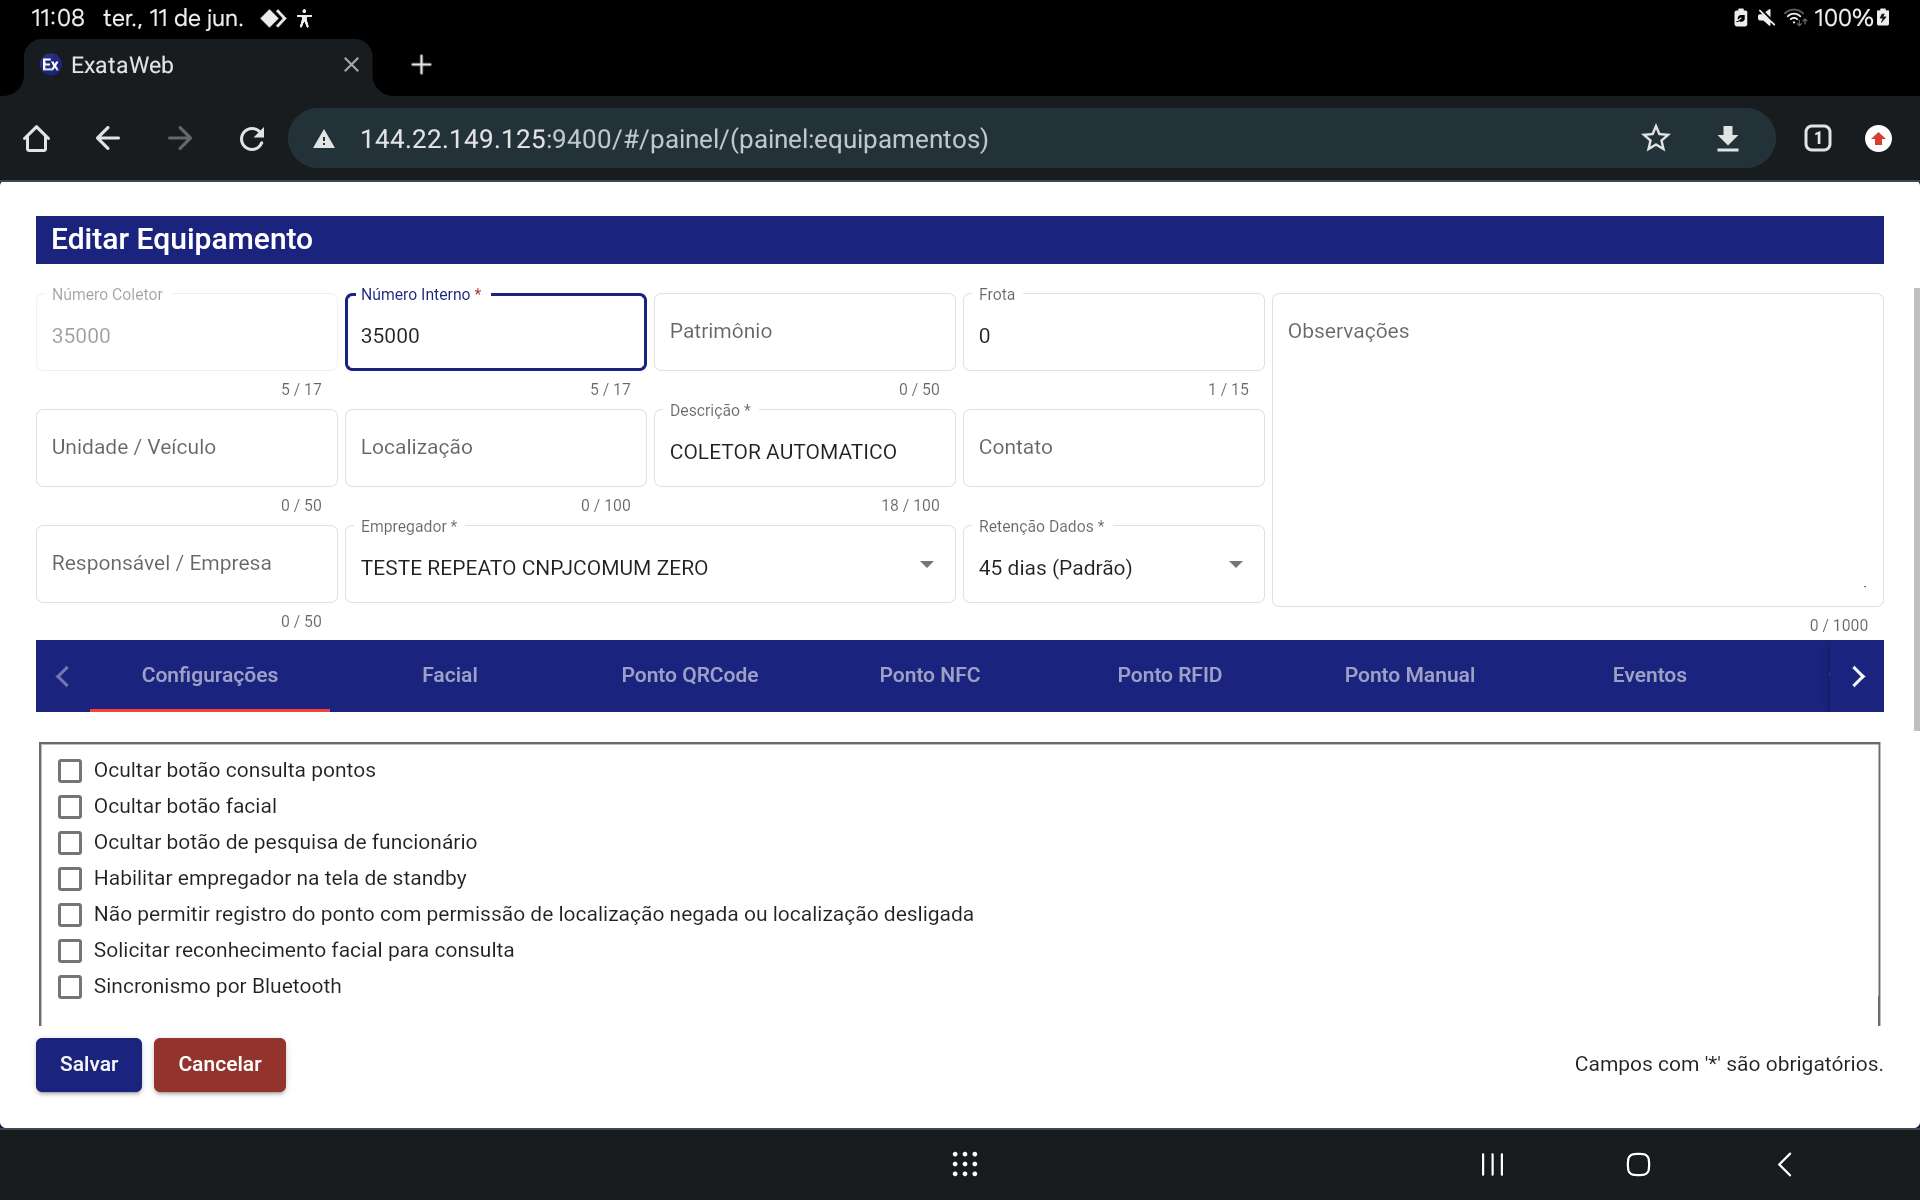 11:08 ter., 11 de jun. 100%
Ex ExataWeb
144.22.149.125:9400/#/painel/(painel:equipamentos) 1
Editar Equipamento
Número Coletor Número Interno * Frota
35000 35000 Patrimônio 0 Observações
5 / 17 5 / 17 0 / 50 1 / 15
Descrição *
Unidade / Veículo Localização COLETOR AUTOMATICO Contato
0 / 50 0 / 100 18 / 100
Empregador * Retenção Dados *
Responsável / Empresa TESTE REPEATO CNPJCOMUM ZERO 45 dias (Padrão)
0 / 50 0 / 1000
Configurações Facial Ponto QRCode Ponto NFC Ponto RFID Ponto Manual Eventos
Ocultar botão consulta pontos
Ocultar botão facial
Ocultar botão de pesquisa de funcionário
Habilitar empregador na tela de standby
Não permitir registro do ponto com permissão de localização negada ou localização desligada
Solicitar reconhecimento facial para consulta
Sincronismo por Bluetooth
Salvar Cancelar Campos com '*' são obrigatórios.